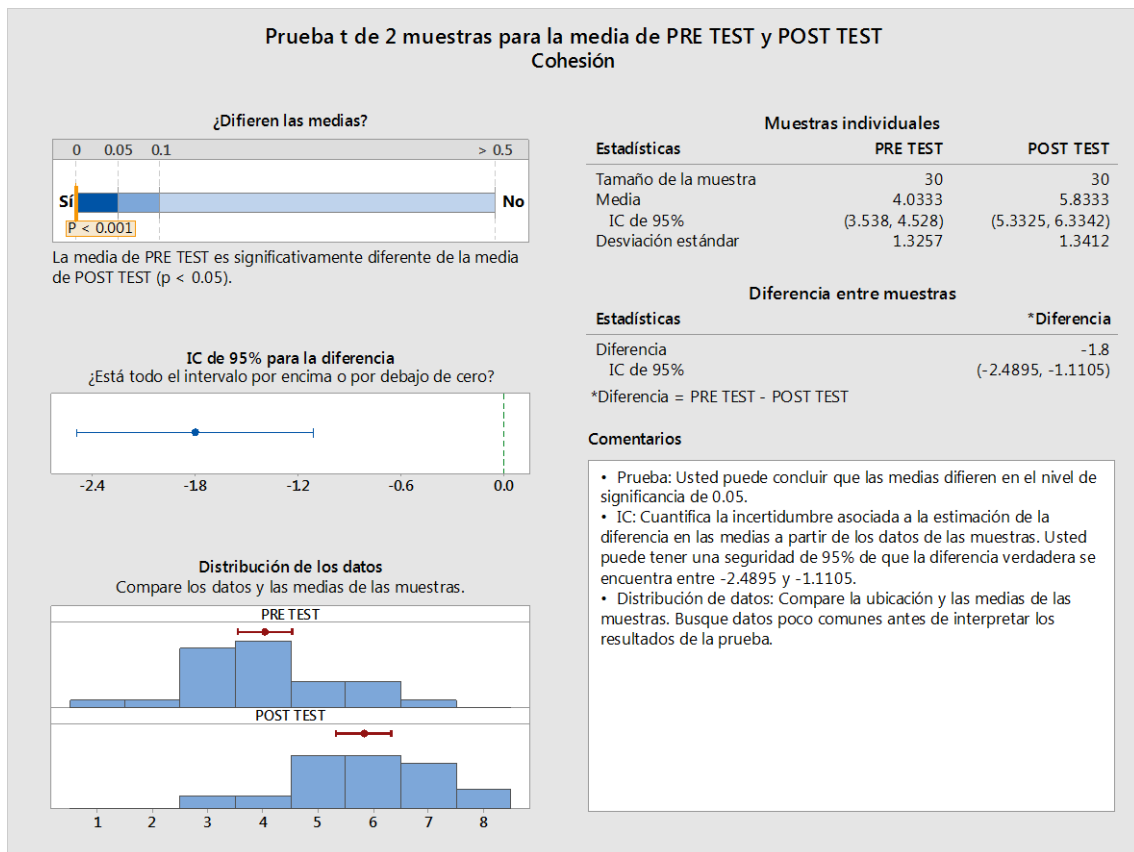 Prueba t de 2 muestras para la media de PRE TEST y POST TEST
Cohesión
¿Difieren las medias?
0 0.05 0.1 > 0.5
Sí No
P < 0.001
La media de PRE TEST es significativamente diferente de la media
de POST TEST (p < 0.05).
IC de 95% para la diferencia
¿Está todo el intervalo por encima o por debajo de cero?
-2.4 -1.8 -1.2 -0.6 0.0
Distribución de los datos
Compare los datos y las medias de las muestras.
PRE TEST
POST TEST
1 2 3 4 5 6 7 8
Muestras individuales
Estadísticas PRE TEST POST TEST
Tamaño de la muestra 30 30
Media 4.0333 5.8333
IC de 95% (3.538, 4.528) (5.3325, 6.3342)
Desviación estándar 1.3257 1.3412
Diferencia entre muestras
Estadísticas *Diferencia
Diferencia -1.8
IC de 95% (-2.4895, -1.1105)
*Diferencia = PRE TEST - POST TEST
Comentarios
• Prueba: Usted puede concluir que las medias difieren en el nivel de
significancia de 0.05.
• IC: Cuantifica la incertidumbre asociada a la estimación de la
diferencia en las medias a partir de los datos de las muestras. Usted
puede tener una seguridad de 95% de que la diferencia verdadera se
encuentra entre -2.4895 y -1.1105.
• Distribución de datos: Compare la ubicación y las medias de las
muestras. Busque datos poco comunes antes de interpretar los
resultados de la prueba.